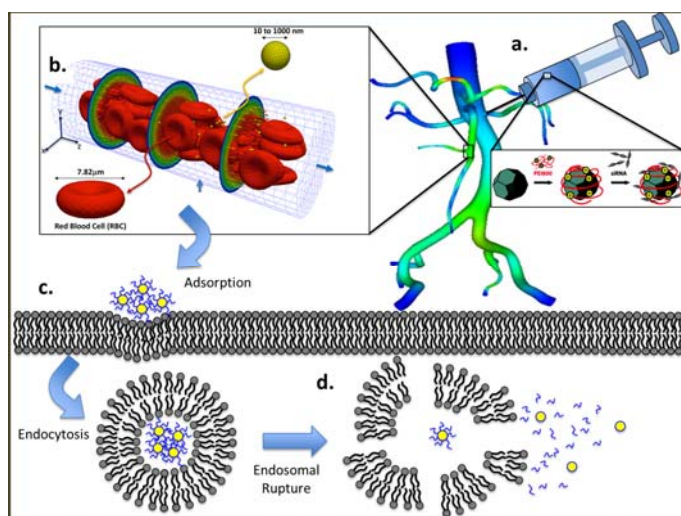 a.
b.
10 to 1000 nm
Y
X
Z
7.82μm
Red Blood Cell (RBC)
PEI800
siRNA
Adsorption
c.
Endocytosis
d.
Endosomal
Rupture